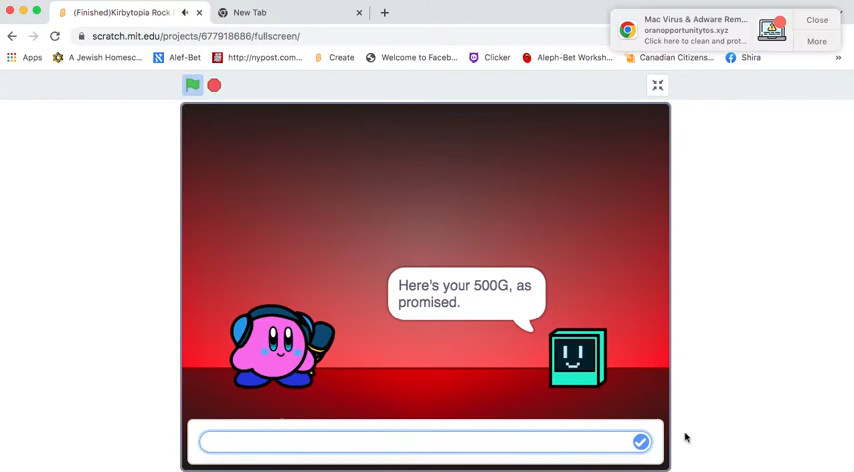 (Finished)Kirbytopia Rock
New Tab
scratch.mit.edu/projects/677918686/fullscreen/
Mac Virus & Adware Rem...
oranopportunitytos.xyz
Click here to clean and prot...
Close
More
Apps
A Jewish Homesc...
Alef-Bet
http://nypost.com...
Create
Welcome to Faceb...
Clicker
Aleph-Bet Worksh...
Canadian Citizens...
Shira
»
Here's your 500G, as
promised.